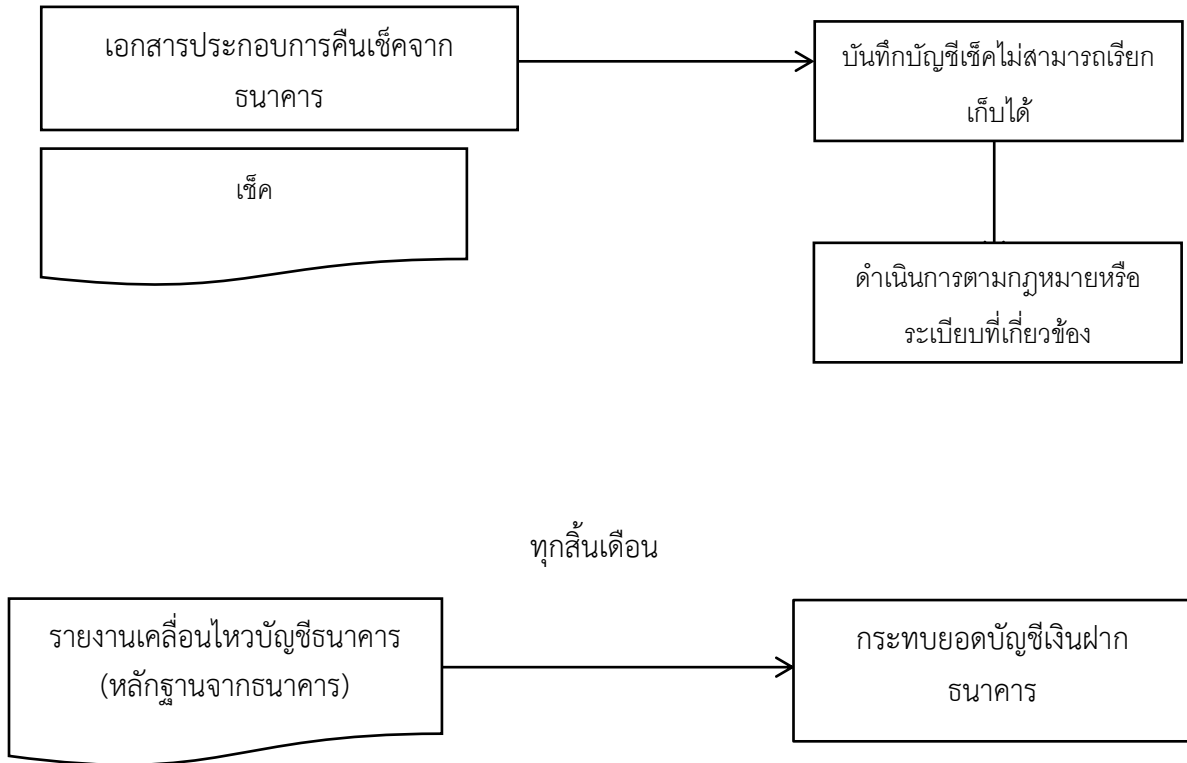 เอกสารประกอบการคืนเช็คจาก
ธนาคาร
บันทึกบัญชีเช็คไม่สามารถเรียก
เก็บได้
เช็ค
ดำเนินการตามกฎหมายหรือ
ระเบียบที่เกี่ยวข้อง
ทุกสิ้นเดือน
รายงานเคลื่อนไหวบัญชีธนาคาร
(หลักฐานจากธนาคาร)
กระทบยอดบัญชีเงินฝาก
ธนาคาร